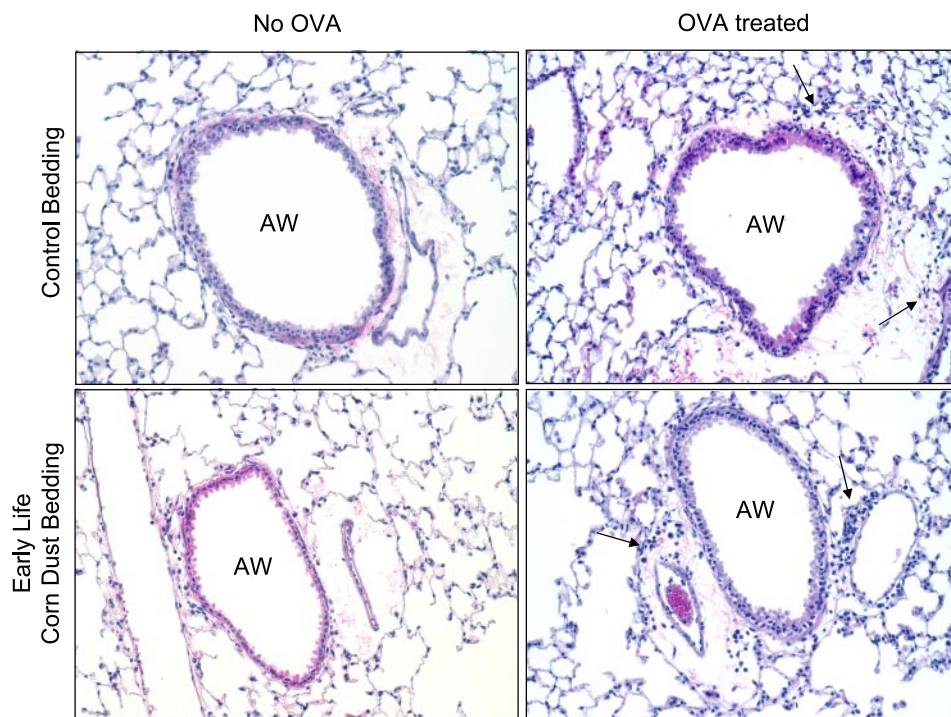 No OVA
OVA treated
Control Bedding
AW
AW
Early Life
Corn Dust Bedding
AW
AW